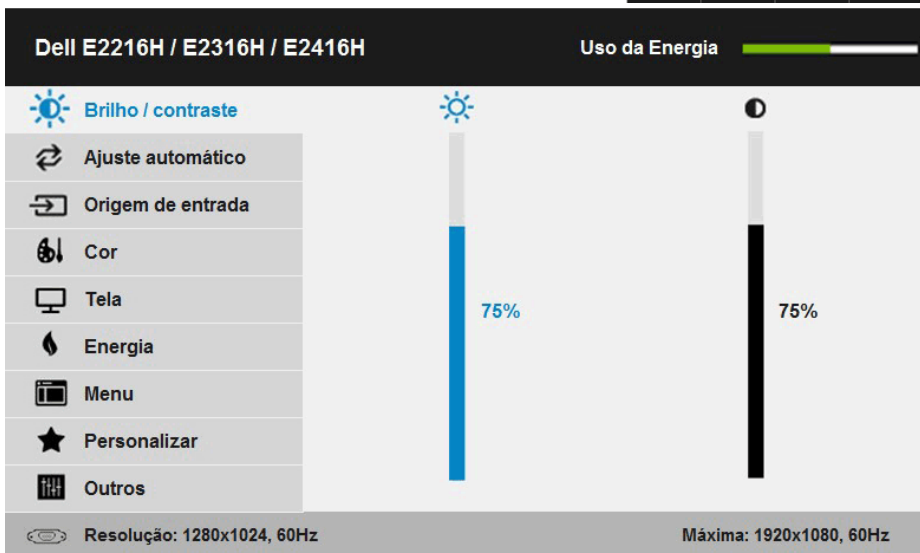 Dell E2216H / E2316H / E2416H
Uso da Energia
Brilho / contraste
Ajuste automático
Origem de entrada
Cor
Tela
Energia
Menu
Personalizar
Outros
75%
75%
Resolução: 1280x1024, 60Hz
Máxima: 1920x1080, 60Hz